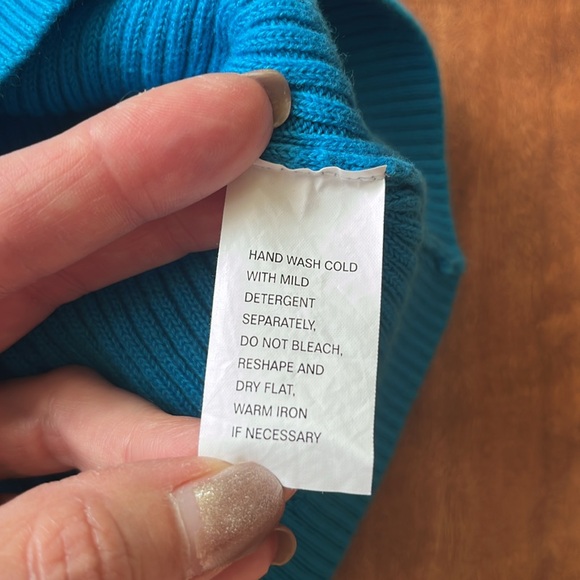 HAND WASH COLD
WITH MILD
DETERGENT
SEPARATELY,
DO NOT BLEACH,
RESHAPE AND
DRY FLAT,
WARM IRON
IF NECESSARY